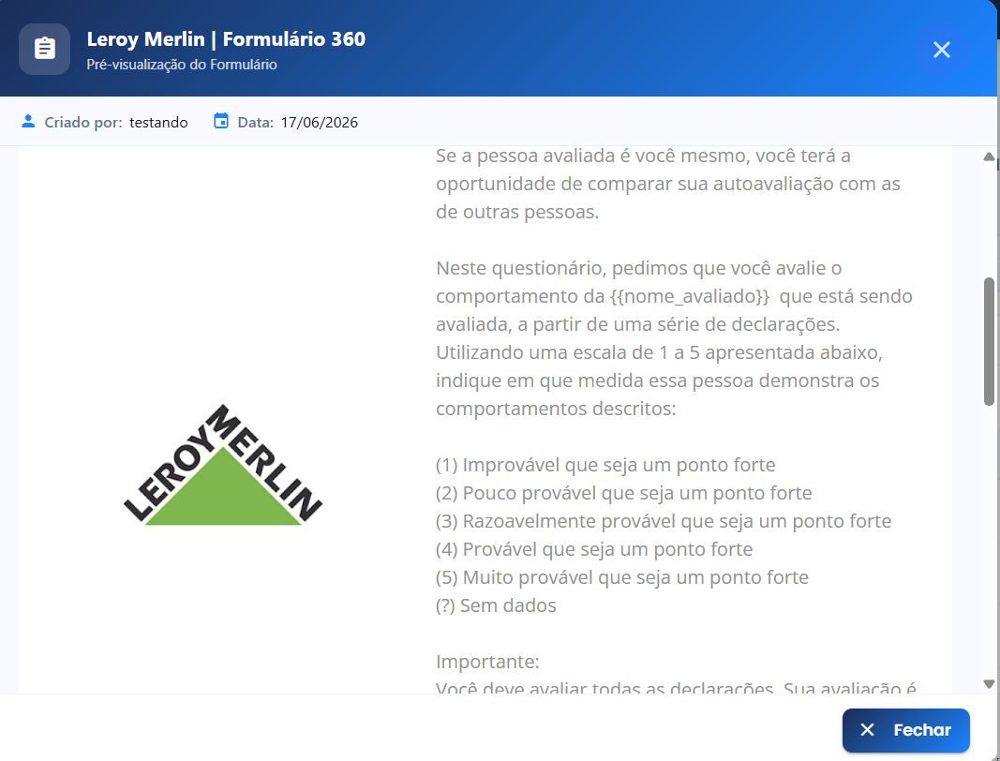 Leroy Merlin | Formulário 360
Pré-visualização do Formulário
Criado por: testando
Data: 17/06/2026
Se a pessoa avaliada é você mesmo, você terá a
oportunidade de comparar sua autoavaliação com as
de outras pessoas.
Neste questionário, pedimos que você avalie o
comportamento da {{nome_avaliado}}  que está sendo
avaliada, a partir de uma série de declarações.
Utilizando uma escala de 1 a 5 apresentada abaixo,
indique em que medida essa pessoa demonstra os
comportamentos descritos:
(1) Improvável que seja um ponto forte
(2) Pouco provável que seja um ponto forte
(3) Razoavelmente provável que seja um ponto forte
(4) Provável que seja um ponto forte
(5) Muito provável que seja um ponto forte
(?) Sem dados
Importante:
Você deve avaliar todas as declarações. Sua avaliação é
LEROY MERLIN
Fechar